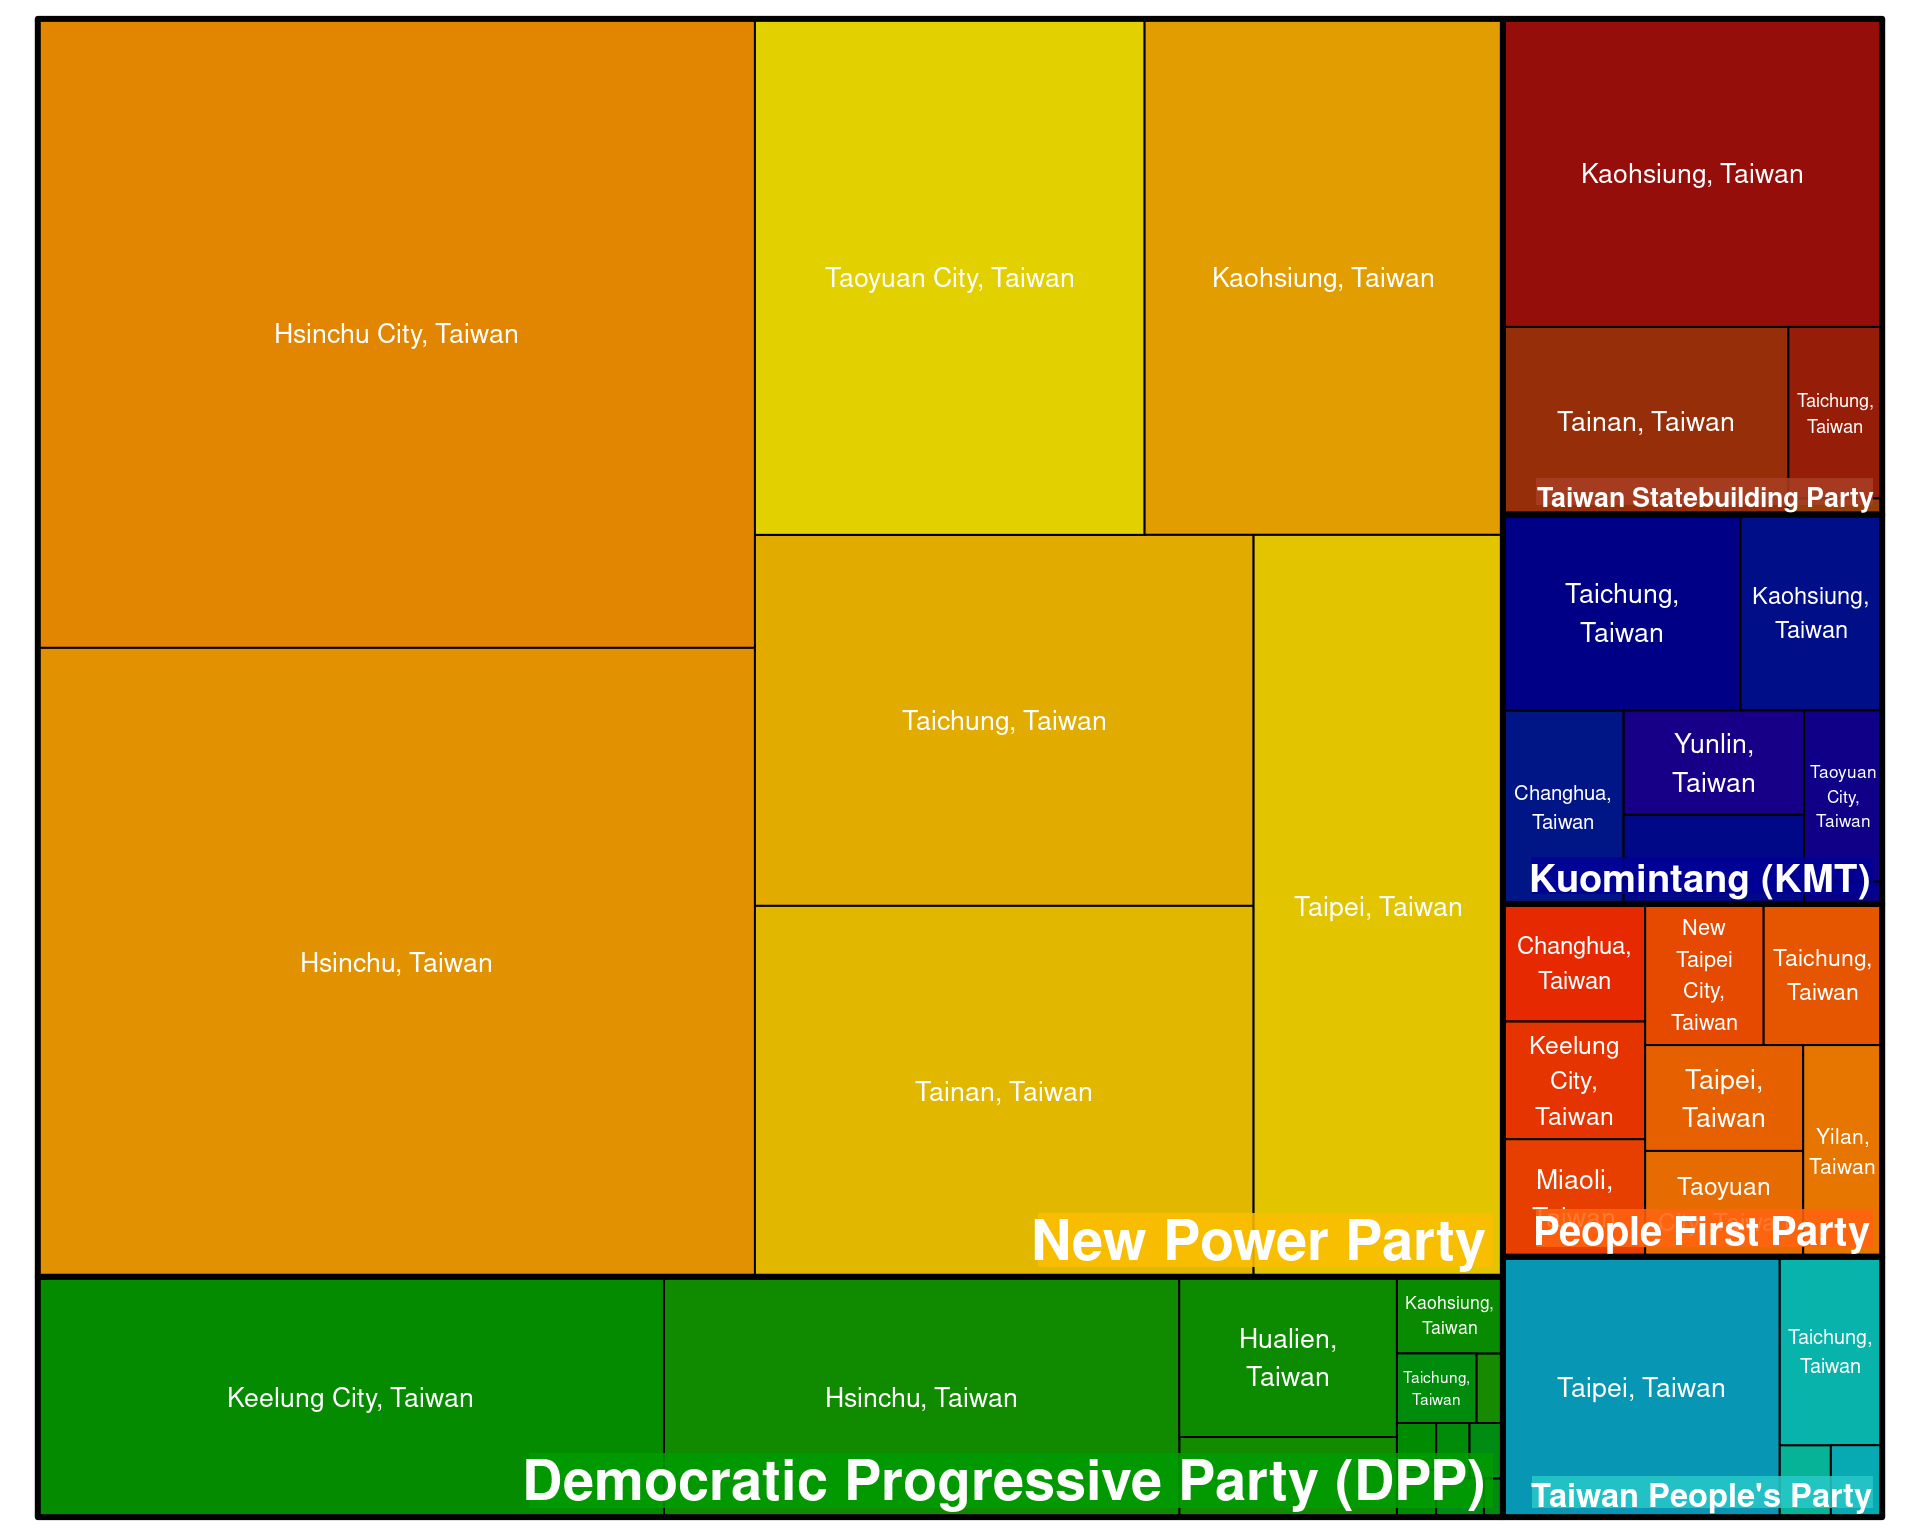 Hsinchu City, Taiwan
Hsinchu, Taiwan
Taoyuan City, Taiwan
Kaohsiung, Taiwan
Taichung, Taiwan
Tainan, Taiwan
Taipei, Taiwan
New Power Party
Keelung City, Taiwan
Hsinchu, Taiwan
Hualien,
Taiwan
Kaohsiung,
Taiwan
Taichung,
Taiwan
Democratic Progressive Party (DPP)
Kaohsiung, Taiwan
Tainan, Taiwan
Taichung,
Taiwan
Taiwan Statebuilding Party
Taichung,
Taiwan
Kaohsiung,
Taiwan
Changhua,
Taiwan
Yunlin,
Taiwan
Taoyuan
City,
Taiwan
Kuomintang (KMT)
Changhua,
Taiwan
Keelung
City,
Taiwan
Miaoli,
Taiwan
New
Taipei
City,
Taiwan
Taichung,
Taiwan
Taipei,
Taiwan
Taoyuan
City, Taiwan
Yilan,
Taiwan
People First Party
Taipei, Taiwan
Taichung,
Taiwan
Taiwan People's Party